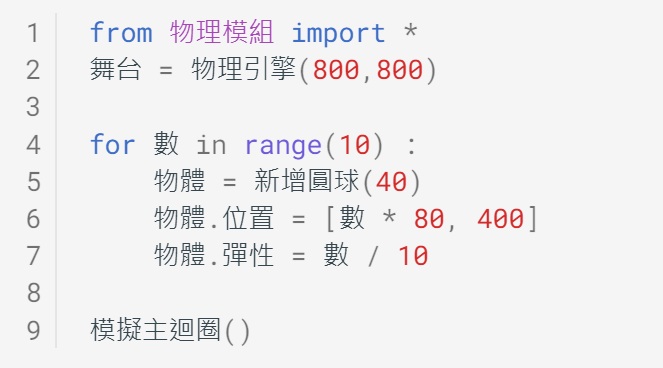 1 from 物理模組 import *
2 舞台 = 物理引擎(800,800)
3
4 for 數 in range(10) :
5     物體 = 新增圓球(40)
6     物體.位置 = [數 * 80, 400]
7     物體.彈性 = 數 / 10
8
9 模擬主迴圈()